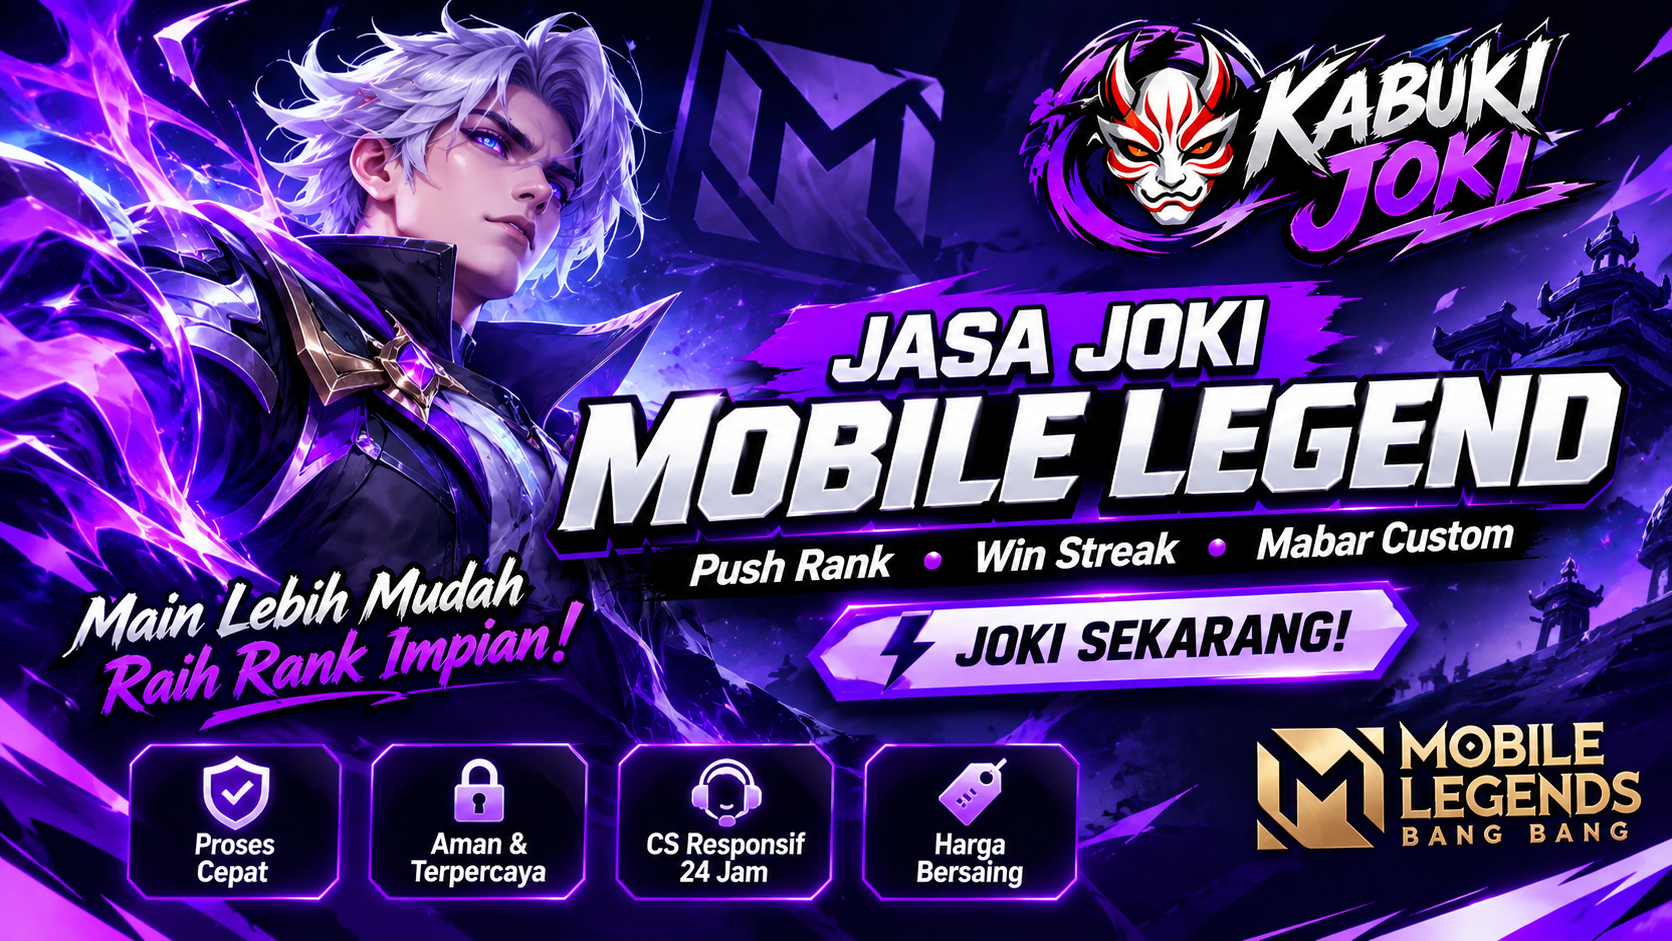 KABUKI
JOKI
JASA JOKI
MOBILE LEGEND
Push Rank • Win Streak • Mabar Custom
JOKI SEKARANG!
Main Lebih Mudah
Raih Rank Impian!
Proses
Cepat
Aman &
Terpercaya
CS Responsif
24 Jam
Harga
Bersaing
MOBILE
LEGENDS
BANG BANG